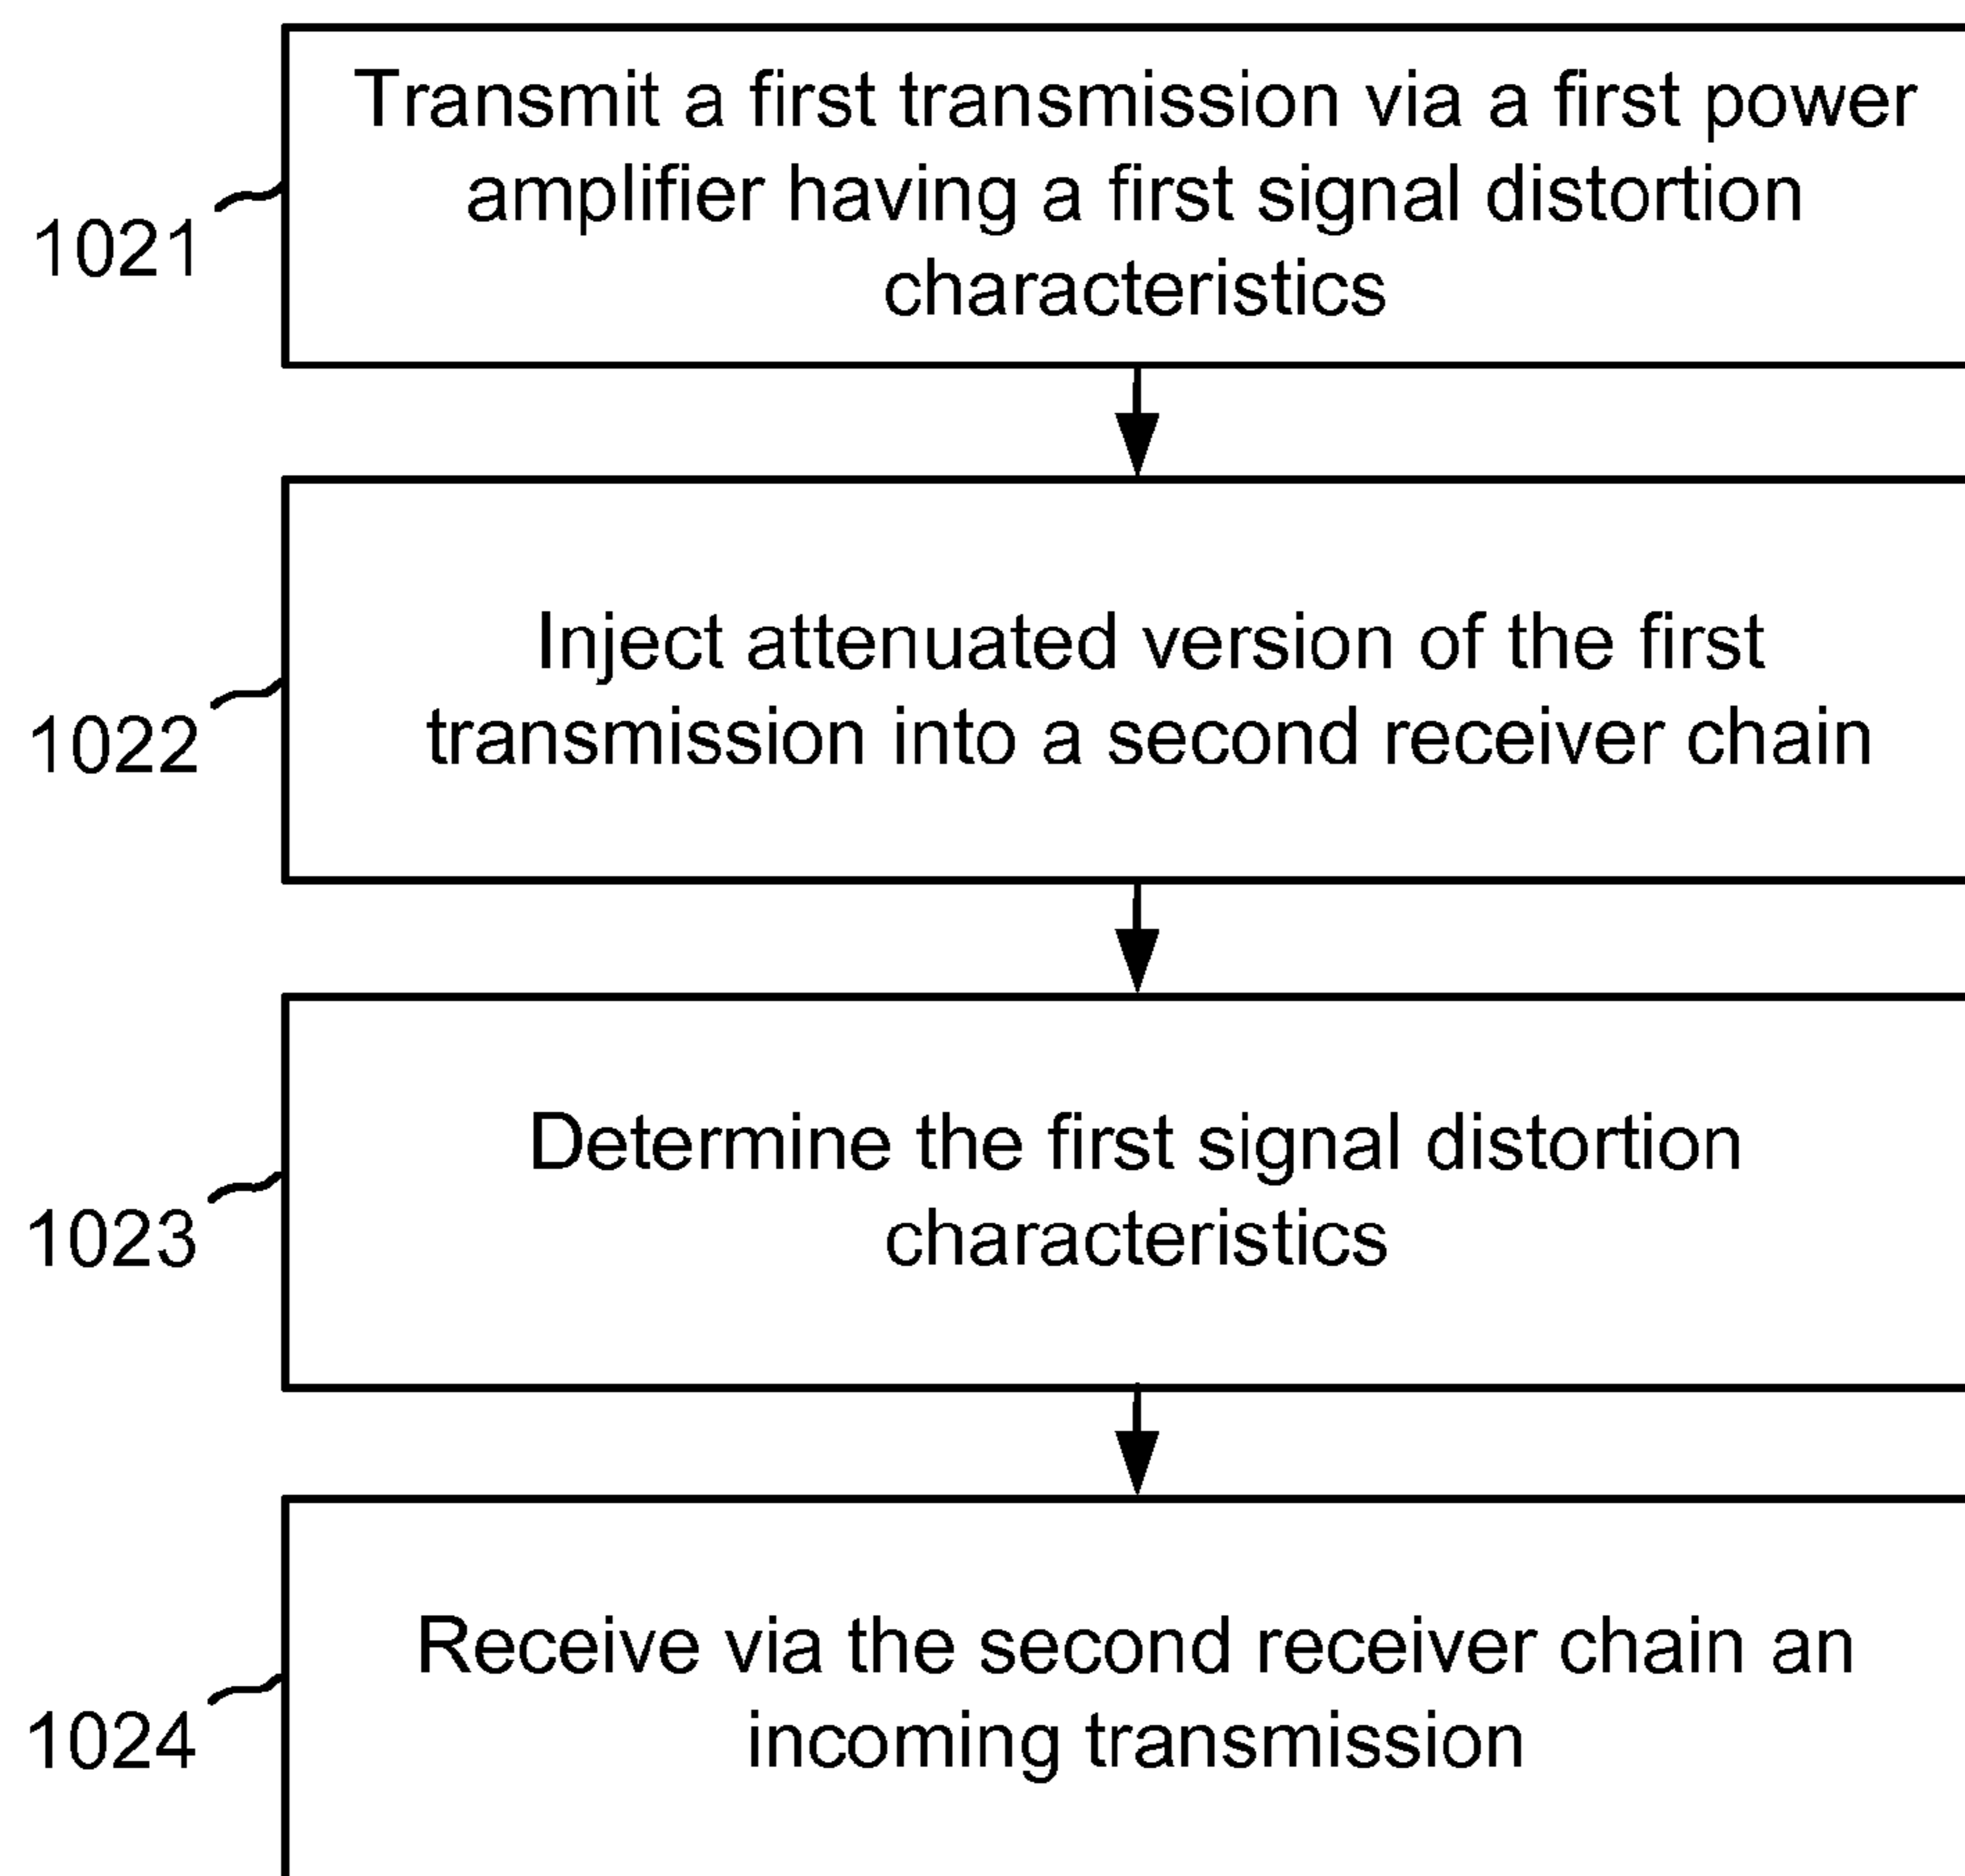 Transmit a first transmission via a first power
amplifier having a first signal distortion
characteristics
1021
Inject attenuated version of the first
transmission into a second receiver chain
1022
Determine the first signal distortion
characteristics
1023
Receive via the second receiver chain an
incoming transmission
1024